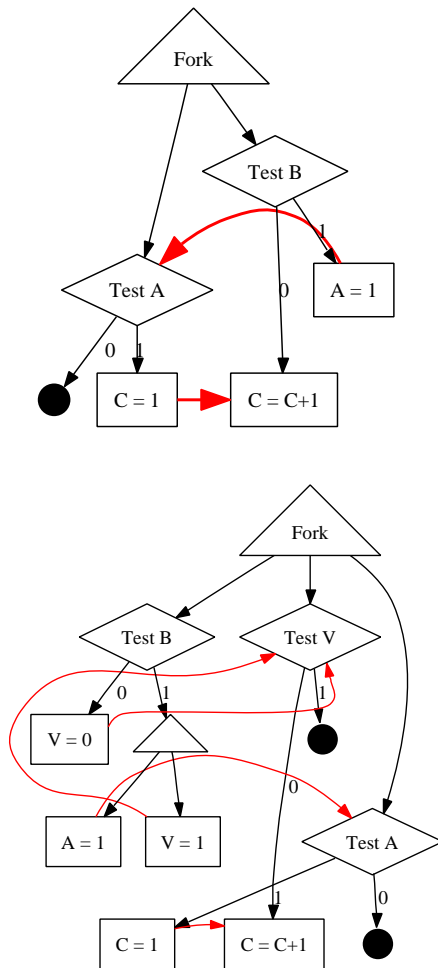 Fork
Test B
1
Test A
0
A = 1
0
1
C = 1
C = C+1
Fork
Test B
Test V
0
1
1
V = 0
0
A = 1
V = 1
Test A
1
0
C = 1
C = C+1